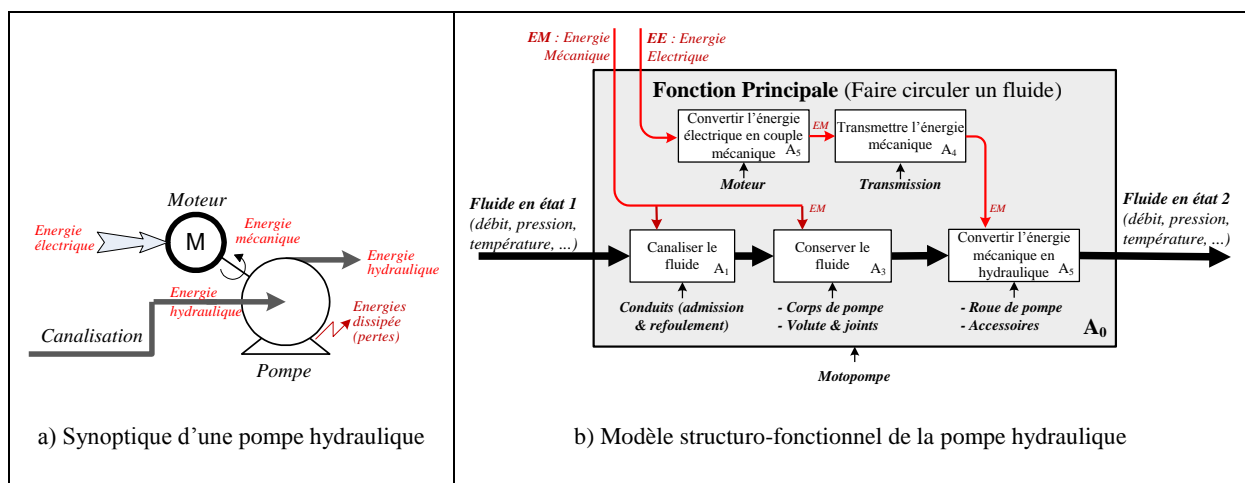 Moteur
M
Energie
électrique
Energie
mécanique
Energie
hydraulique
Energie
hydraulique
Canalisation
Energies
dissipée
(pertes)
Pompe
a) Synoptique d’une pompe hydraulique
EM : Energie
Mécanique
EE : Energie
Electrique
Fonction Principale (Faire circuler un fluide)
Convertir l’énergie
électrique en couple
mécanique A5
EM
Transmettre l’énergie
mécanique
A4
Moteur
Transmission
Fluide en état 1
(débit, pression,
température, ...)
EM
EM
Fluide en état 2
(débit, pression,
température, ...)
Canaliser le
fluide
A1
Conserver le
fluide
A3
Convertir l’énergie
mécanique en
hydraulique A5
Conduits (admission
& refoulement)
- Corps de pompe
- Volute & joints
- Roue de pompe
- Accessoires
A0
Motopompe
b) Modèle structuro-fonctionnel de la pompe hydraulique